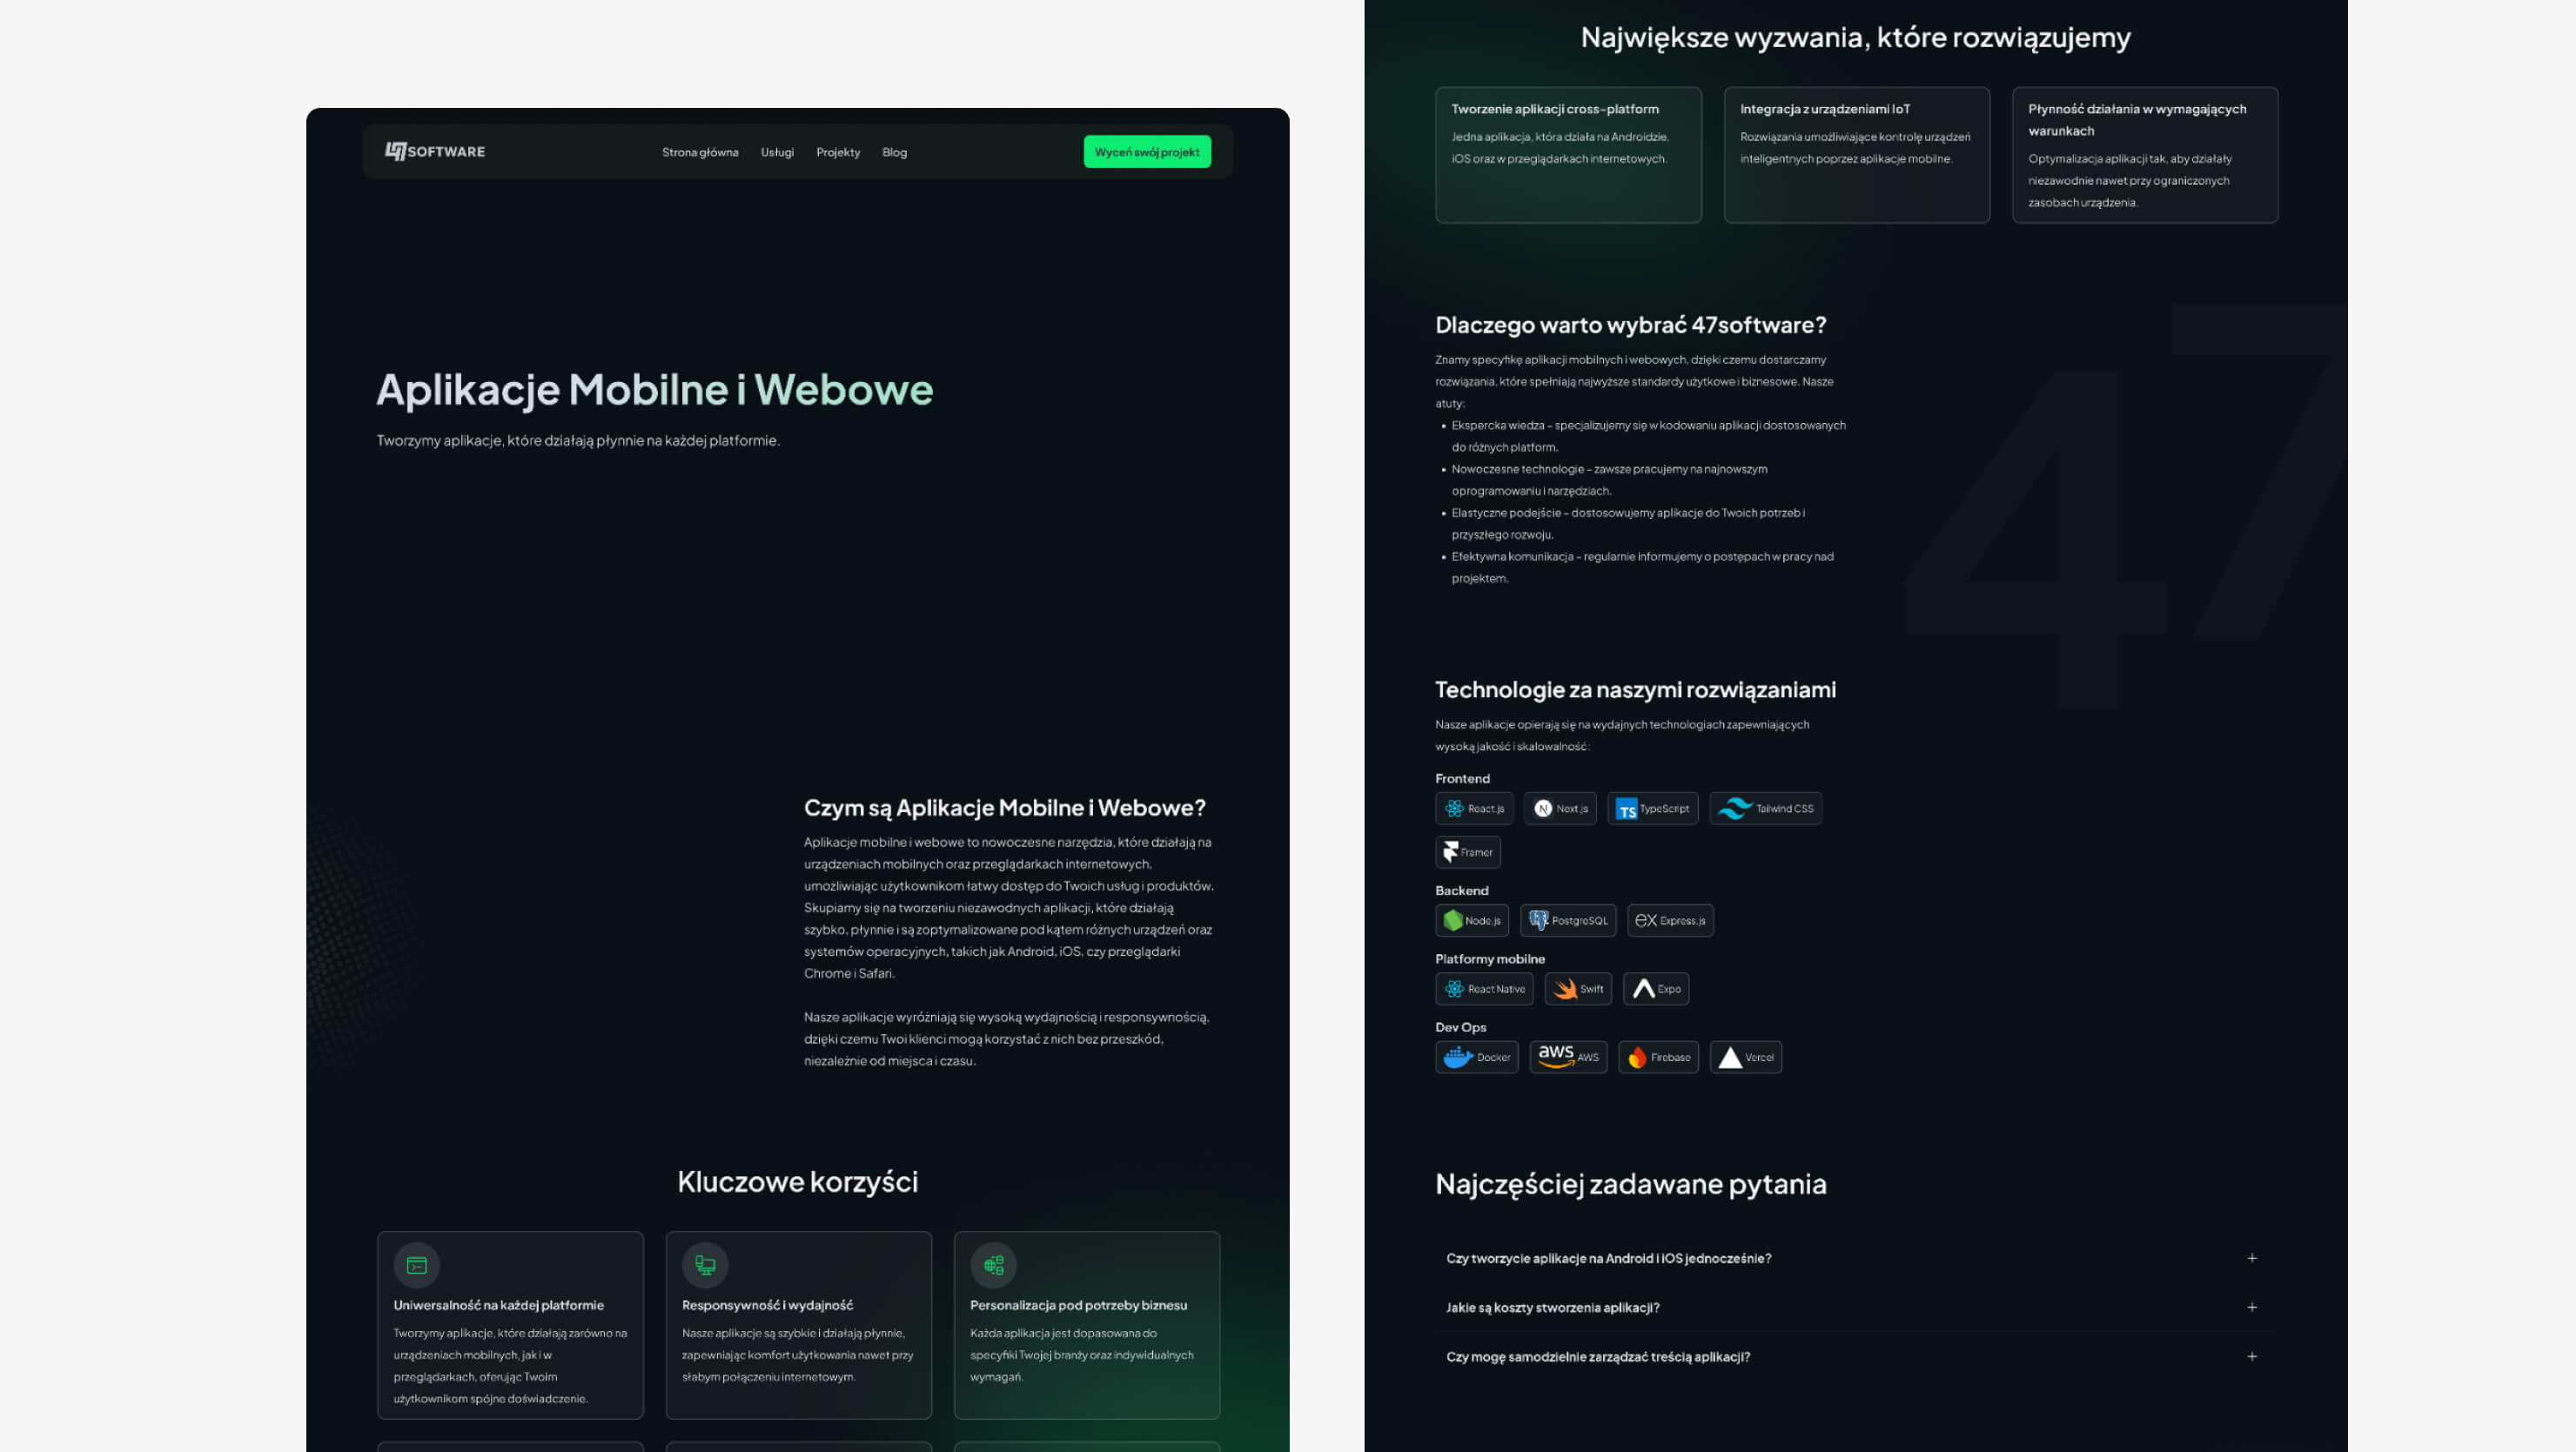 47 SOFTWARE
Strona główna
Usługi
Projekty
Blog
Wyceń swój projekt
Aplikacje Mobilne i Webowe
Tworzymy aplikacje, które działają płynnie na każdej platformie.
Czym są Aplikacje Mobilne i Webowe?
Aplikacje mobilne i webowe to nowoczesne narzędzia, które działają na
urządzeniach mobilnych oraz przeglądarkach internetowych,
umożliwiając użytkownikom łatwy dostęp do Twoich usług i produktów.
Skupiamy się na tworzeniu niezawodnych aplikacji, które działają
szybko, płynnie i są zoptymalizowane pod kątem różnych urządzeń oraz
systemów operacyjnych, takich jak Android, iOS, czy przeglądarki
Chrome i Safari.
Nasze aplikacje wyróżniają się wysoką wydajnością i responsywnością,
dzięki czemu Twoi klienci mogą korzystać z nich bez przeszkód,
niezależnie od miejsca i czasu.
Kluczowe korzyści
Uniwersalność na każdej platformie
Tworzymy aplikacje, które działają zarówno na
urządzeniach mobilnych, jak i w
przeglądarkach, oferując Twoim
użytkownikom spójne doświadczenie.
Responsywność i wydajność
Nasze aplikacje są szybkie i działają płynnie,
zapewniając komfort użytkowania nawet przy
słabym połączeniu internetowym.
Personalizacja pod potrzeby biznesu
Każda aplikacja jest dopasowana do
specyfiki Twojej branży oraz indywidualnych
wymagań.
Największe wyzwania, które rozwiązujemy
Tworzenie aplikacji cross-platform
Jedna aplikacja, która działa na Androidzie,
iOS oraz w przeglądarkach internetowych.
Integracja z urządzeniami IoT
Rozwiązania umożliwiające kontrolę urządzeń
inteligentnych poprzez aplikacje mobilne.
Płynność działania w wymagających
warunkach
Optymalizacja aplikacji tak, aby działały
niezawodnie nawet przy ograniczonych
zasobach urządzenia.
Dlaczego warto wybrać 47software?
Znamy specyfikę aplikacji mobilnych i webowych, dzięki czemu dostarczamy
rozwiązania, które spełniają najwyższe standardy użytkowe i biznesowe. Nasze
atuty:
• Ekspercka wiedza – specjalizujemy się w kodowaniu aplikacji dostosowanych
do różnych platform.
• Nowoczesne technologie – zawsze pracujemy na najnowszym
oprogramowaniu i narzędziach.
• Elastyczne podejście – dostosowujemy aplikacje do Twoich potrzeb i
przyszłego rozwoju.
• Efektywna komunikacja – regularnie informujemy o postępach w pracy nad
projektem.
47
Technologie za naszymi rozwiązaniami
Nasze aplikacje opierają się na wydajnych technologiach zapewniających
wysoką jakość i skalowalność:
Frontend
React.js
N Next.js
TS TypeScript
Tailwind CSS
Framer
Backend
Node.js
PostgreSQL
ex Express.js
Platformy mobilne
React Native
Swift
Expo
Dev Ops
Docker
aws AWS
Firebase
Vercel
Najczęściej zadawane pytania
Czy tworzycie aplikacje na Android i iOS jednocześnie?
Jakie są koszty stworzenia aplikacji?
Czy mogę samodzielnie zarządzać treścią aplikacji?